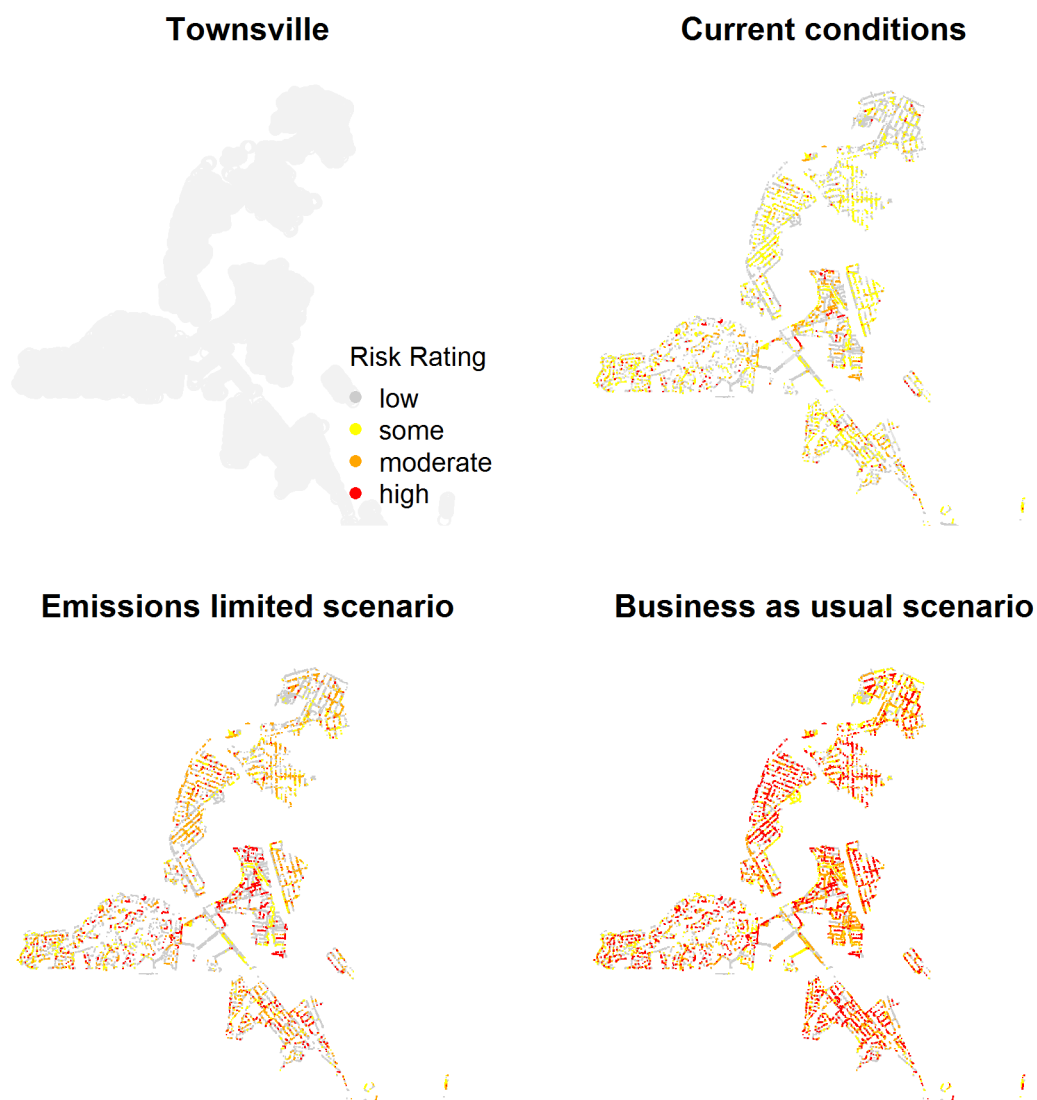 Townsville
Current conditions
Risk Rating
low
some
moderate
high
Emissions limited scenario
Business as usual scenario